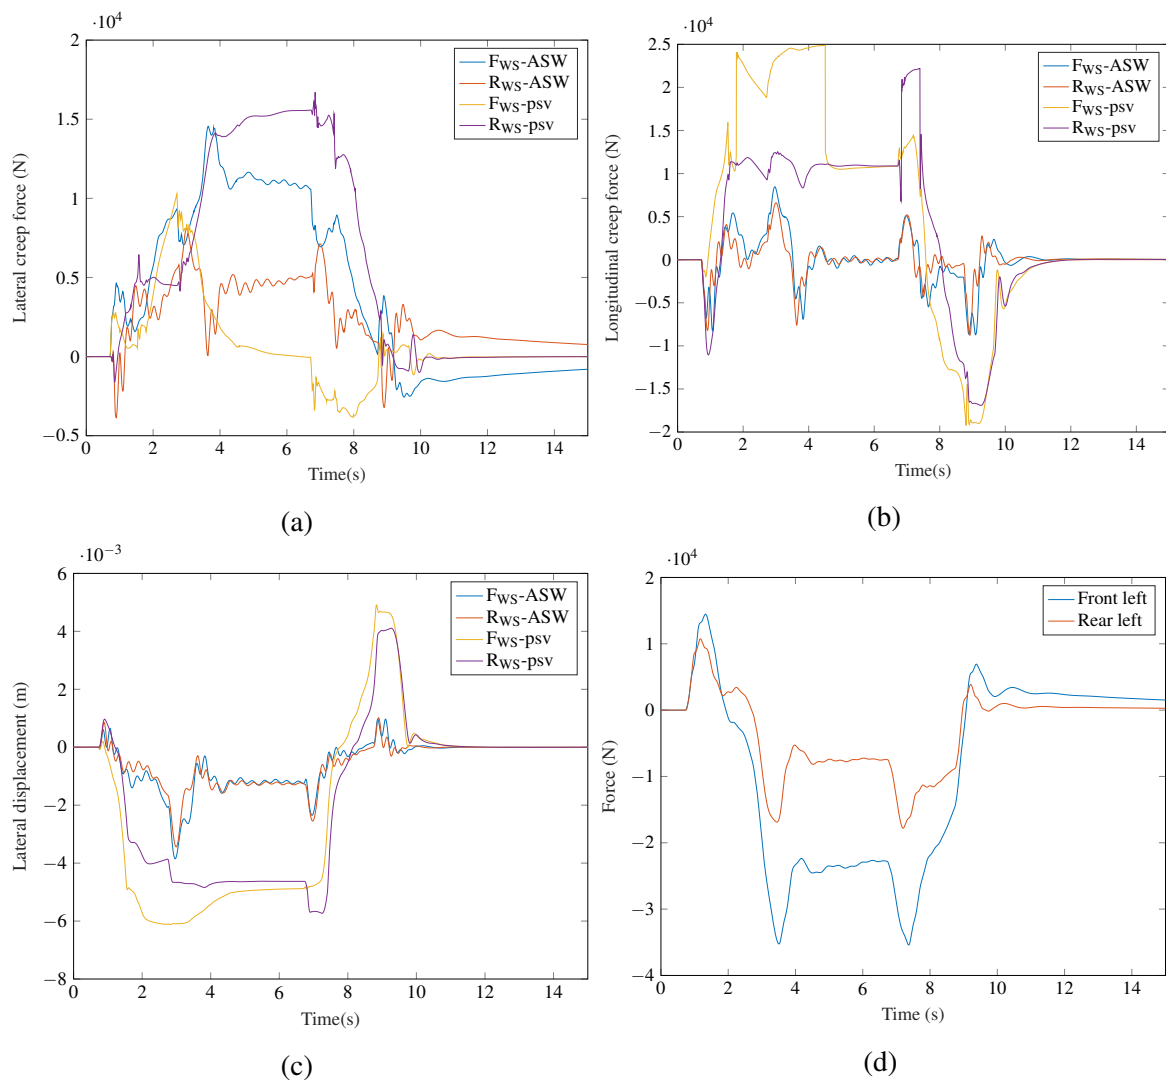 ·10⁴
2
1.5
1
0.5
0
−0.5
0 2 4 6 8 10 12 14
Lateral creep force (N)
Time(s)
F_WS-ASW
R_WS-ASW
F_WS-psv
R_WS-psv
(a)
·10⁴
2.5
2
1.5
1
0.5
0
−0.5
−1
−1.5
−2
0 2 4 6 8 10 12 14
Longitudinal creep force (N)
Time(s)
F_WS-ASW
R_WS-ASW
F_WS-psv
R_WS-psv
(b)
·10⁻³
6
4
2
0
−2
−4
−6
−8
0 2 4 6 8 10 12 14
Lateral displacement (m)
Time(s)
F_WS-ASW
R_WS-ASW
F_WS-psv
R_WS-psv
(c)
·10⁴
2
1
0
−1
−2
−3
−4
0 2 4 6 8 10 12 14
Force (N)
Time (s)
Front left
Rear left
(d)